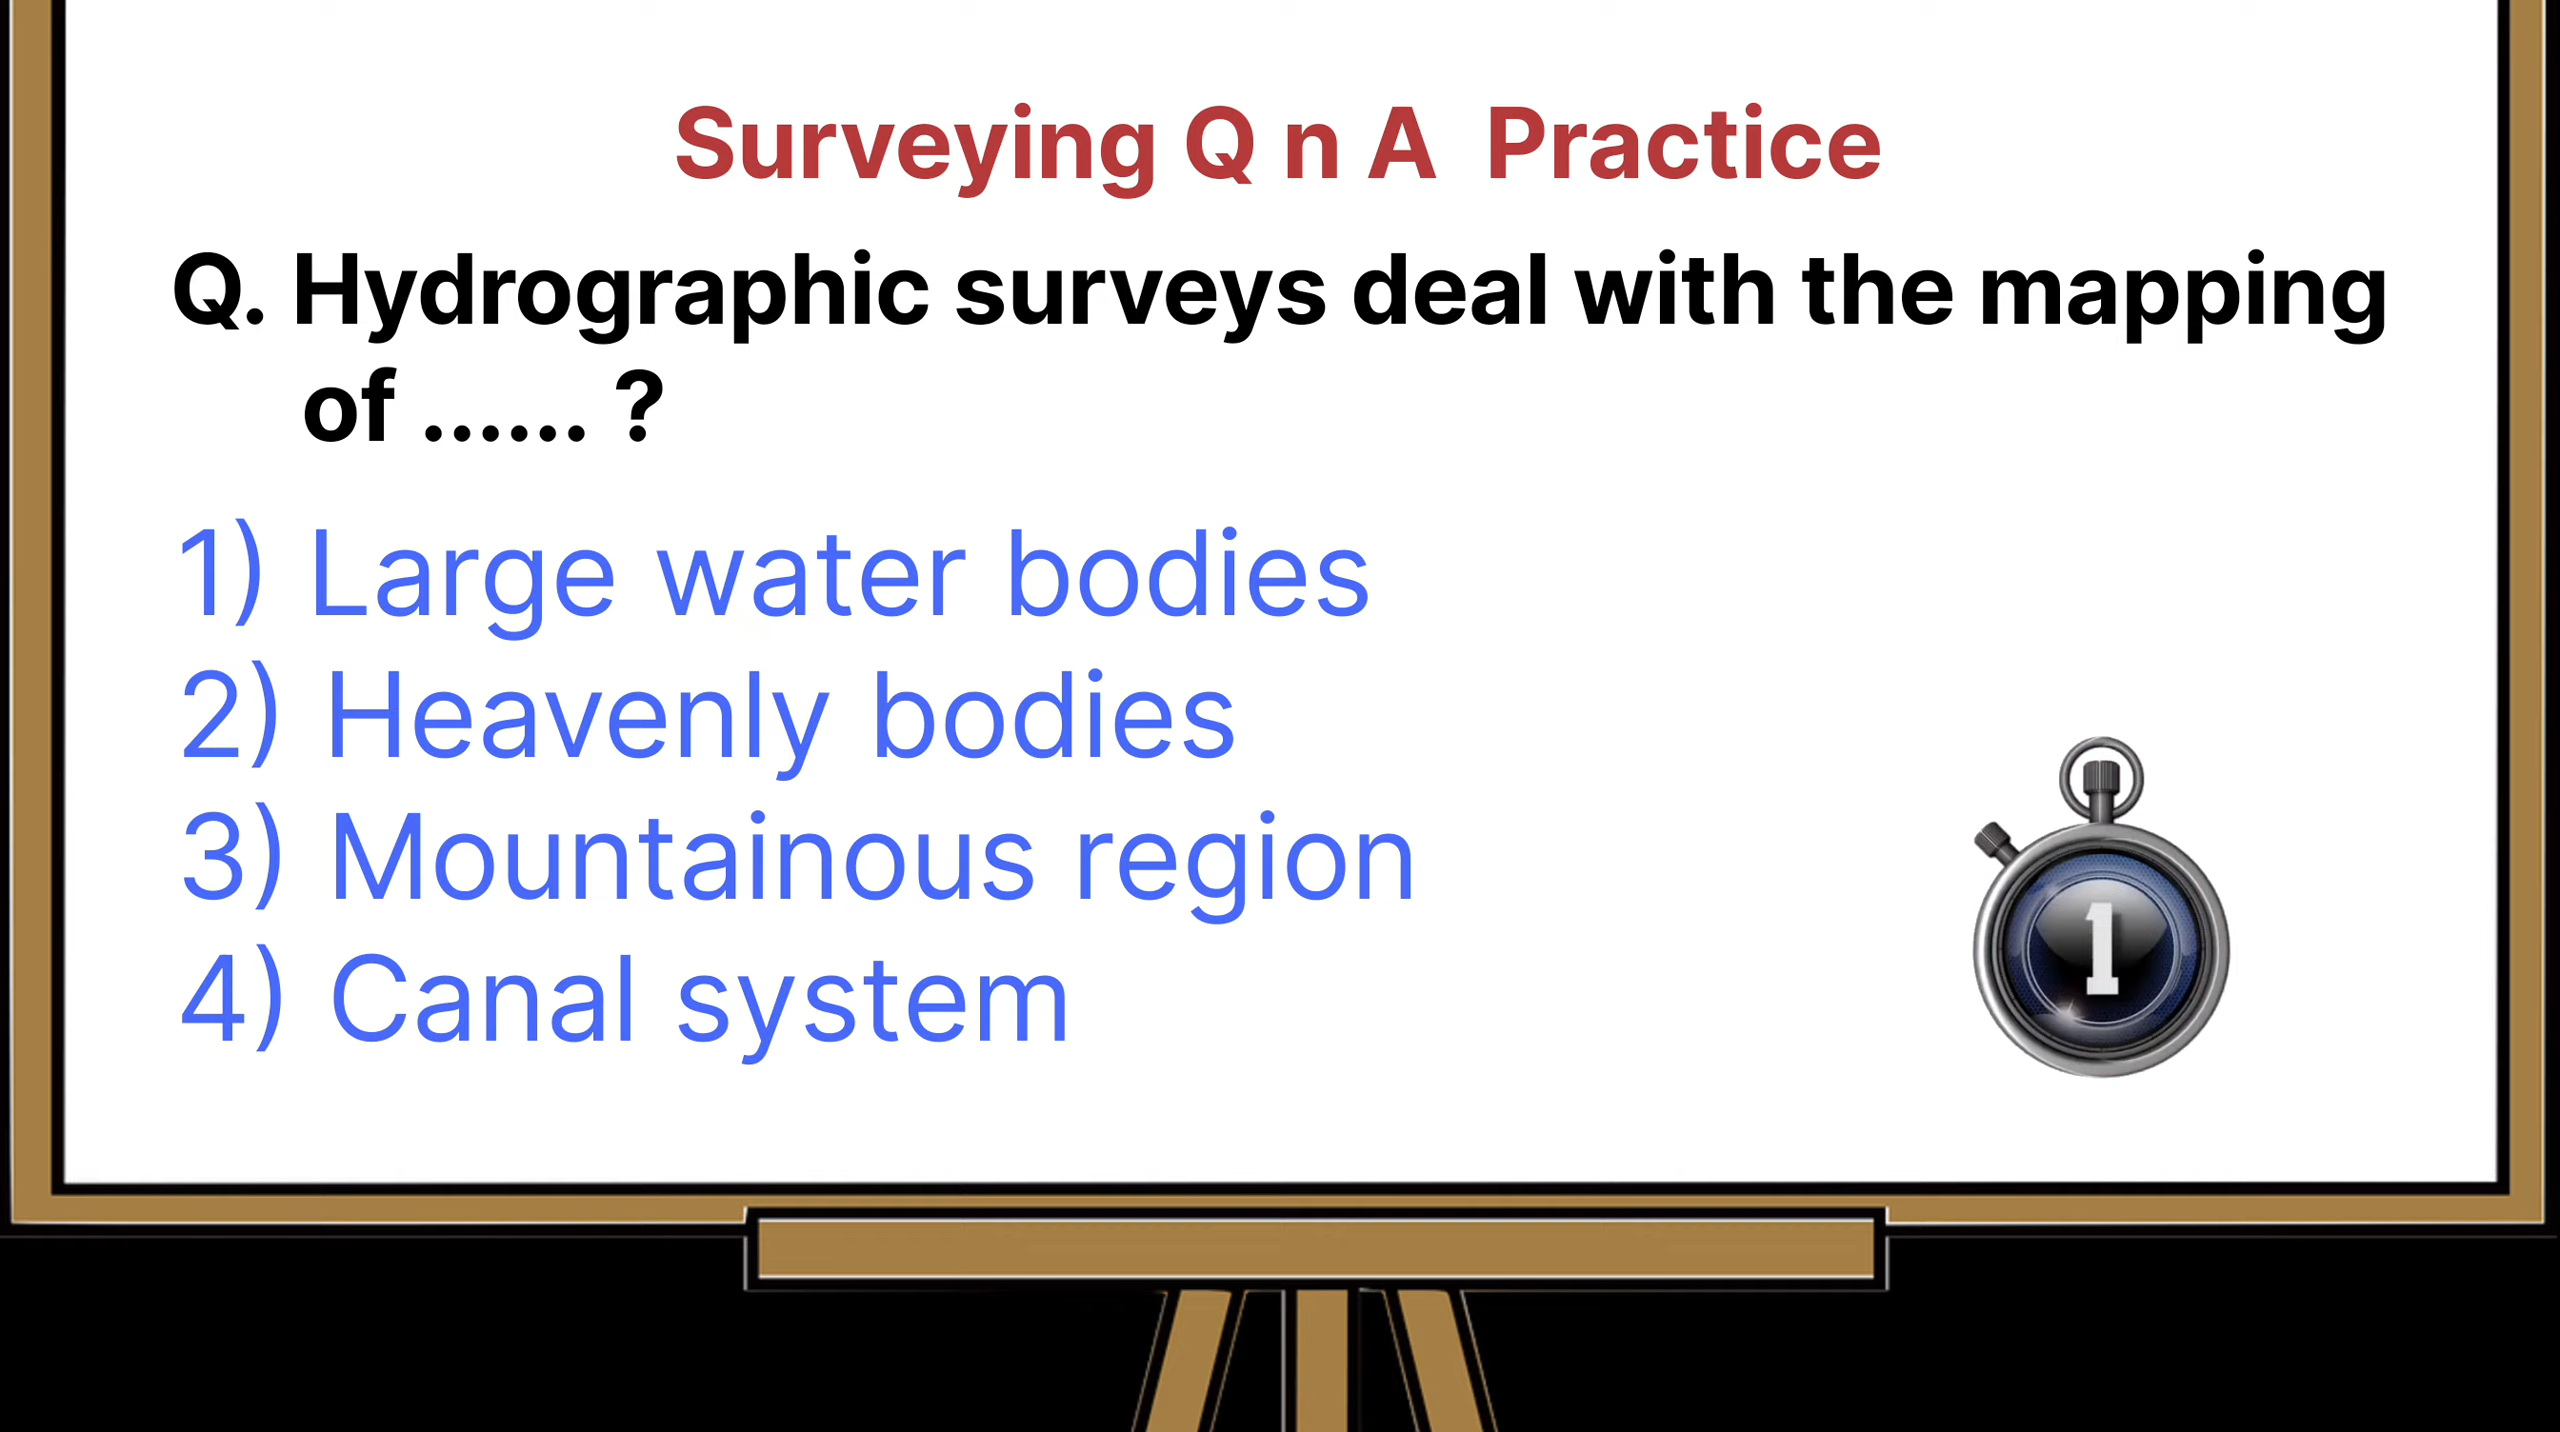 Surveying Q n A Practice
Q. Hydrographic surveys deal with the mapping
of ...... ?
1) Large water bodies
2) Heavenly bodies
3) Mountainous region
4) Canal system
1